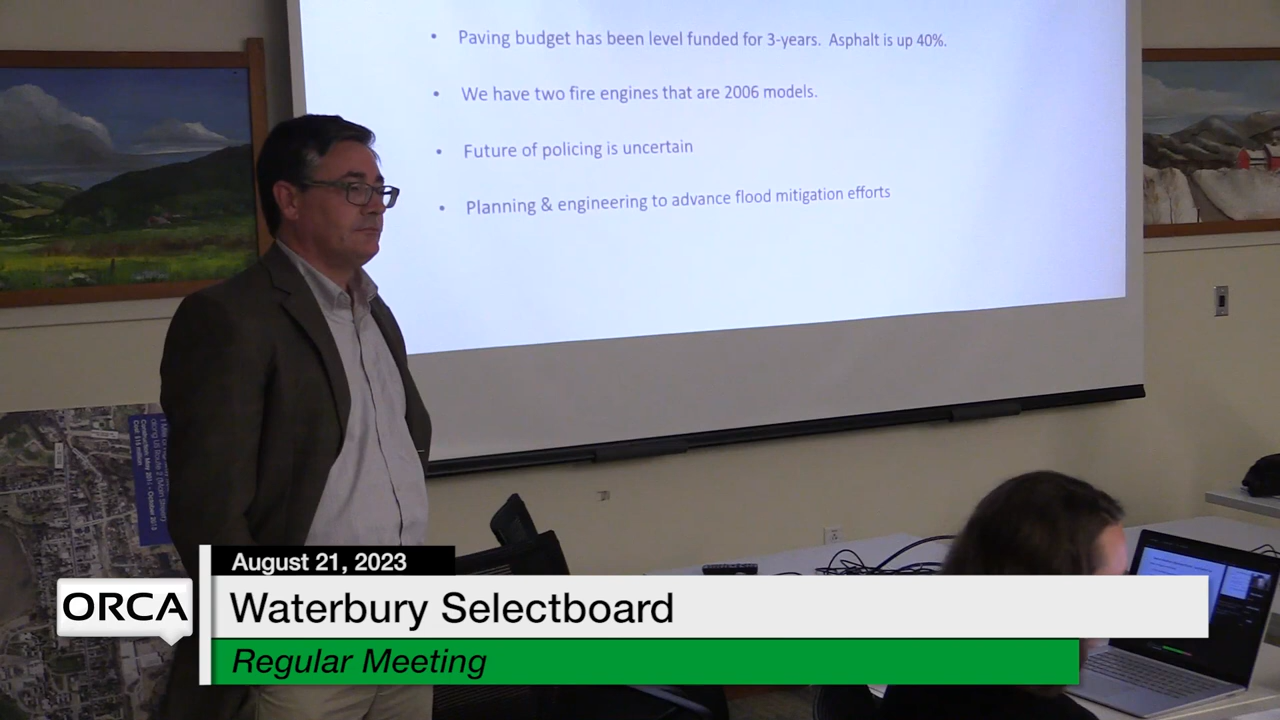 • Paving budget has been level funded for 3-years. Asphalt is up 40%.
• We have two fire engines that are 2006 models.
• Future of policing is uncertain
• Planning & engineering to advance flood mitigation efforts
August 21, 2023
ORCA
Waterbury Selectboard
Regular Meeting